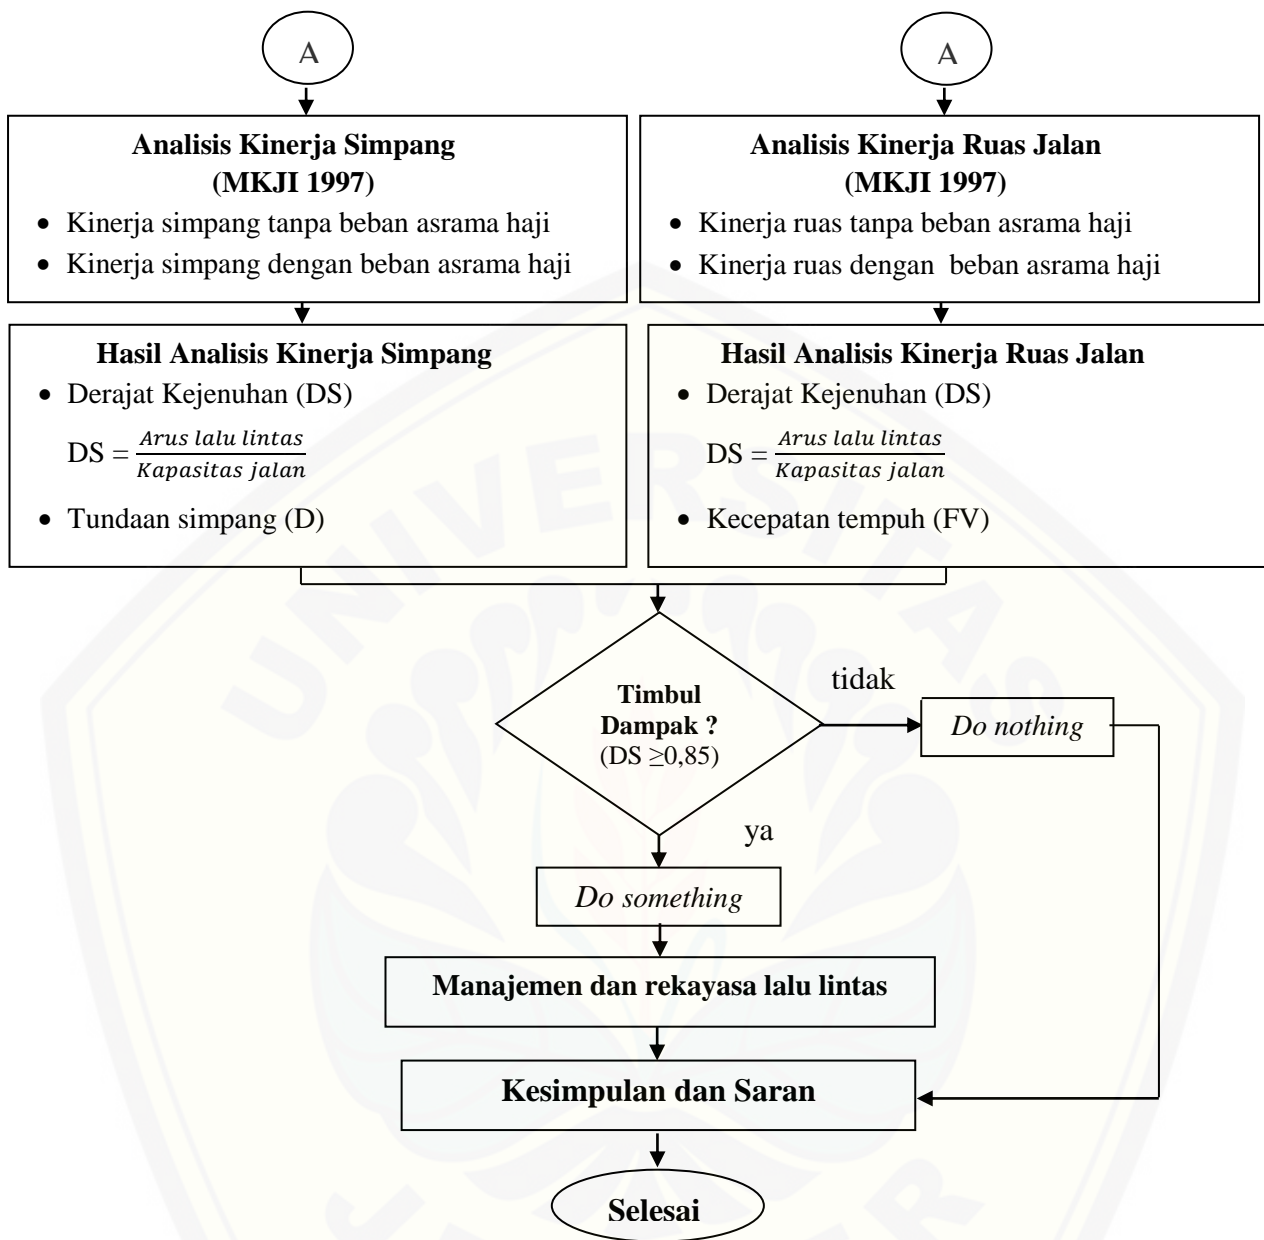 A
Analisis Kinerja Simpang
(MKJI 1997)
• Kinerja simpang tanpa beban asrama haji
• Kinerja simpang dengan beban asrama haji
Hasil Analisis Kinerja Simpang
• Derajat Kejenuhan (DS)
DS = Arus lalu lintas / Kapasitas jalan
• Tundaan simpang (D)
A
Analisis Kinerja Ruas Jalan
(MKJI 1997)
• Kinerja ruas tanpa beban asrama haji
• Kinerja ruas dengan beban asrama haji
Hasil Analisis Kinerja Ruas Jalan
• Derajat Kejenuhan (DS)
DS = Arus lalu lintas / Kapasitas jalan
• Kecepatan tempuh (FV)
Timbul
Dampak ?
(DS ≥0,85)
tidak
Do nothing
ya
Do something
Manajemen dan rekayasa lalu lintas
Kesimpulan dan Saran
Selesai
UNIVERSITAS